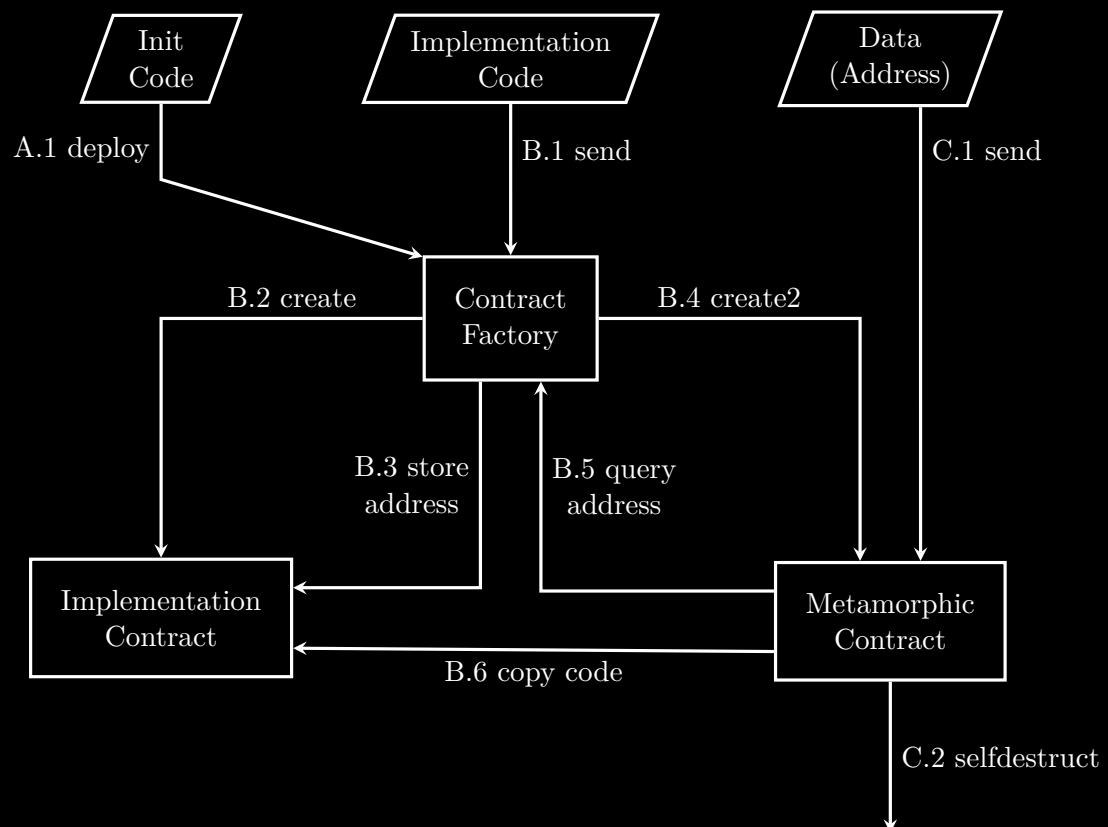 Init
Code
Implementation
Code
Data
(Address)
A.1 deploy
B.1 send
C.1 send
B.2 create
Contract
Factory
B.4 create2
B.3 store
address
B.5 query
address
Implementation
Contract
Metamorphic
Contract
B.6 copy code
C.2 selfdestruct